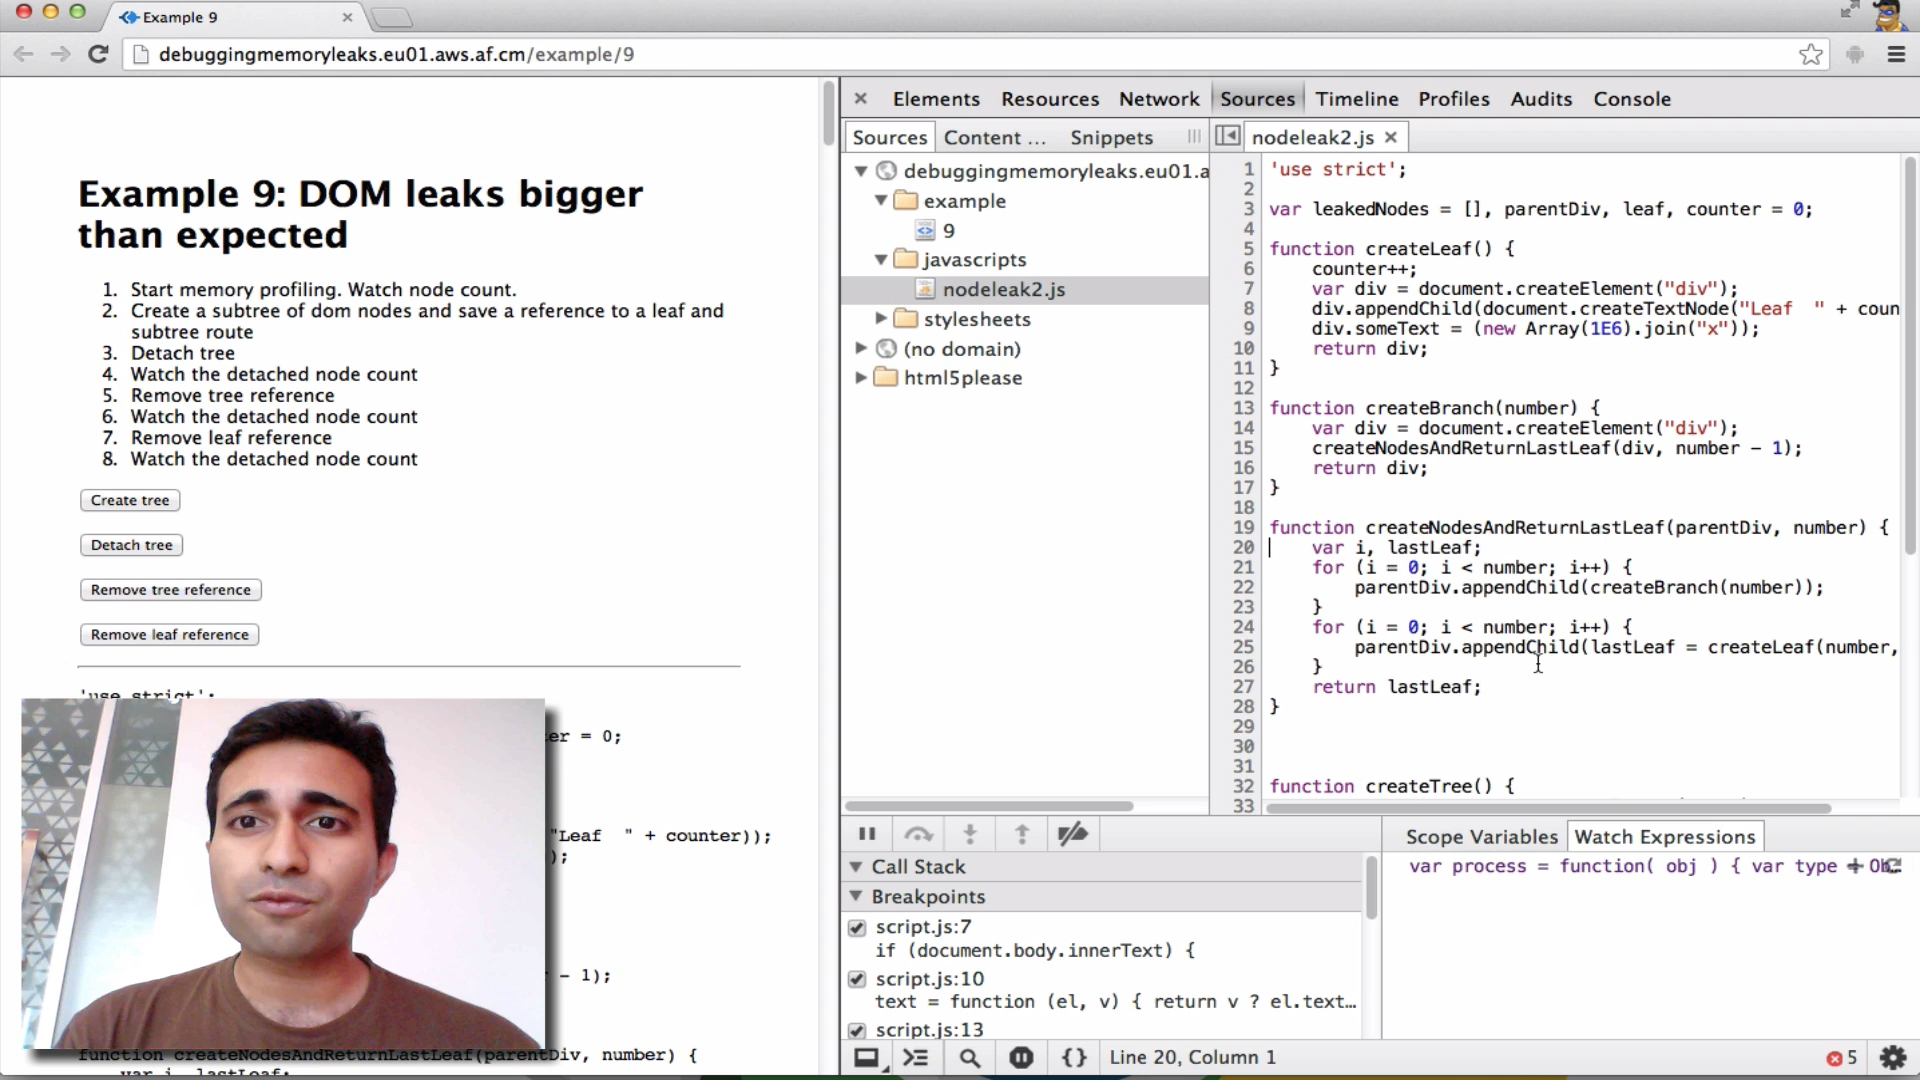 Example 9
debuggingmemoryleaks.eu01.aws.af.cm/example/9
Example 9: DOM leaks bigger
than expected
1. Start memory profiling. Watch node count.
2. Create a subtree of dom nodes and save a reference to a leaf and
subtree route
3. Detach tree
4. Watch the detached node count
5. Remove tree reference
6. Watch the detached node count
7. Remove leaf reference
8. Watch the detached node count
Create tree
Detach tree
Remove tree reference
Remove leaf reference
'use strict';
er = 0;
"Leaf  " + counter));
);
- 1);
function createNodesAndReturnLastLeaf(parentDiv, number) {
var i, lastLeaf;
Elements Resources Network Sources Timeline Profiles Audits Console
Sources Content ... Snippets
nodeleak2.js
debuggingmemoryleaks.eu01.a
example
9
javascripts
nodeleak2.js
stylesheets
(no domain)
html5please
1 'use strict';
2
3 var leakedNodes = [], parentDiv, leaf, counter = 0;
4
5 function createLeaf() {
6 counter++;
7 var div = document.createElement("div");
8 div.appendChild(document.createTextNode("Leaf  " + coun
9 div.someText = (new Array(1E6).join("x"));
10 return div;
11 }
12
13 function createBranch(number) {
14 var div = document.createElement("div");
15 createNodesAndReturnLastLeaf(div, number - 1);
16 return div;
17 }
18
19 function createNodesAndReturnLastLeaf(parentDiv, number) {
20 var i, lastLeaf;
21 for (i = 0; i < number; i++) {
22 parentDiv.appendChild(createBranch(number));
23 }
24 for (i = 0; i < number; i++) {
25 parentDiv.appendChild(lastLeaf = createLeaf(number,
26 }
27 return lastLeaf;
28 }
29
30
31
32 function createTree() {
33
Call Stack
Breakpoints
script.js:7
if (document.body.innerText) {
script.js:10
text = function (el, v) { return v ? el.text...
script.js:13
Scope Variables Watch Expressions
var process = function( obj ) { var type
Line 20, Column 1
5